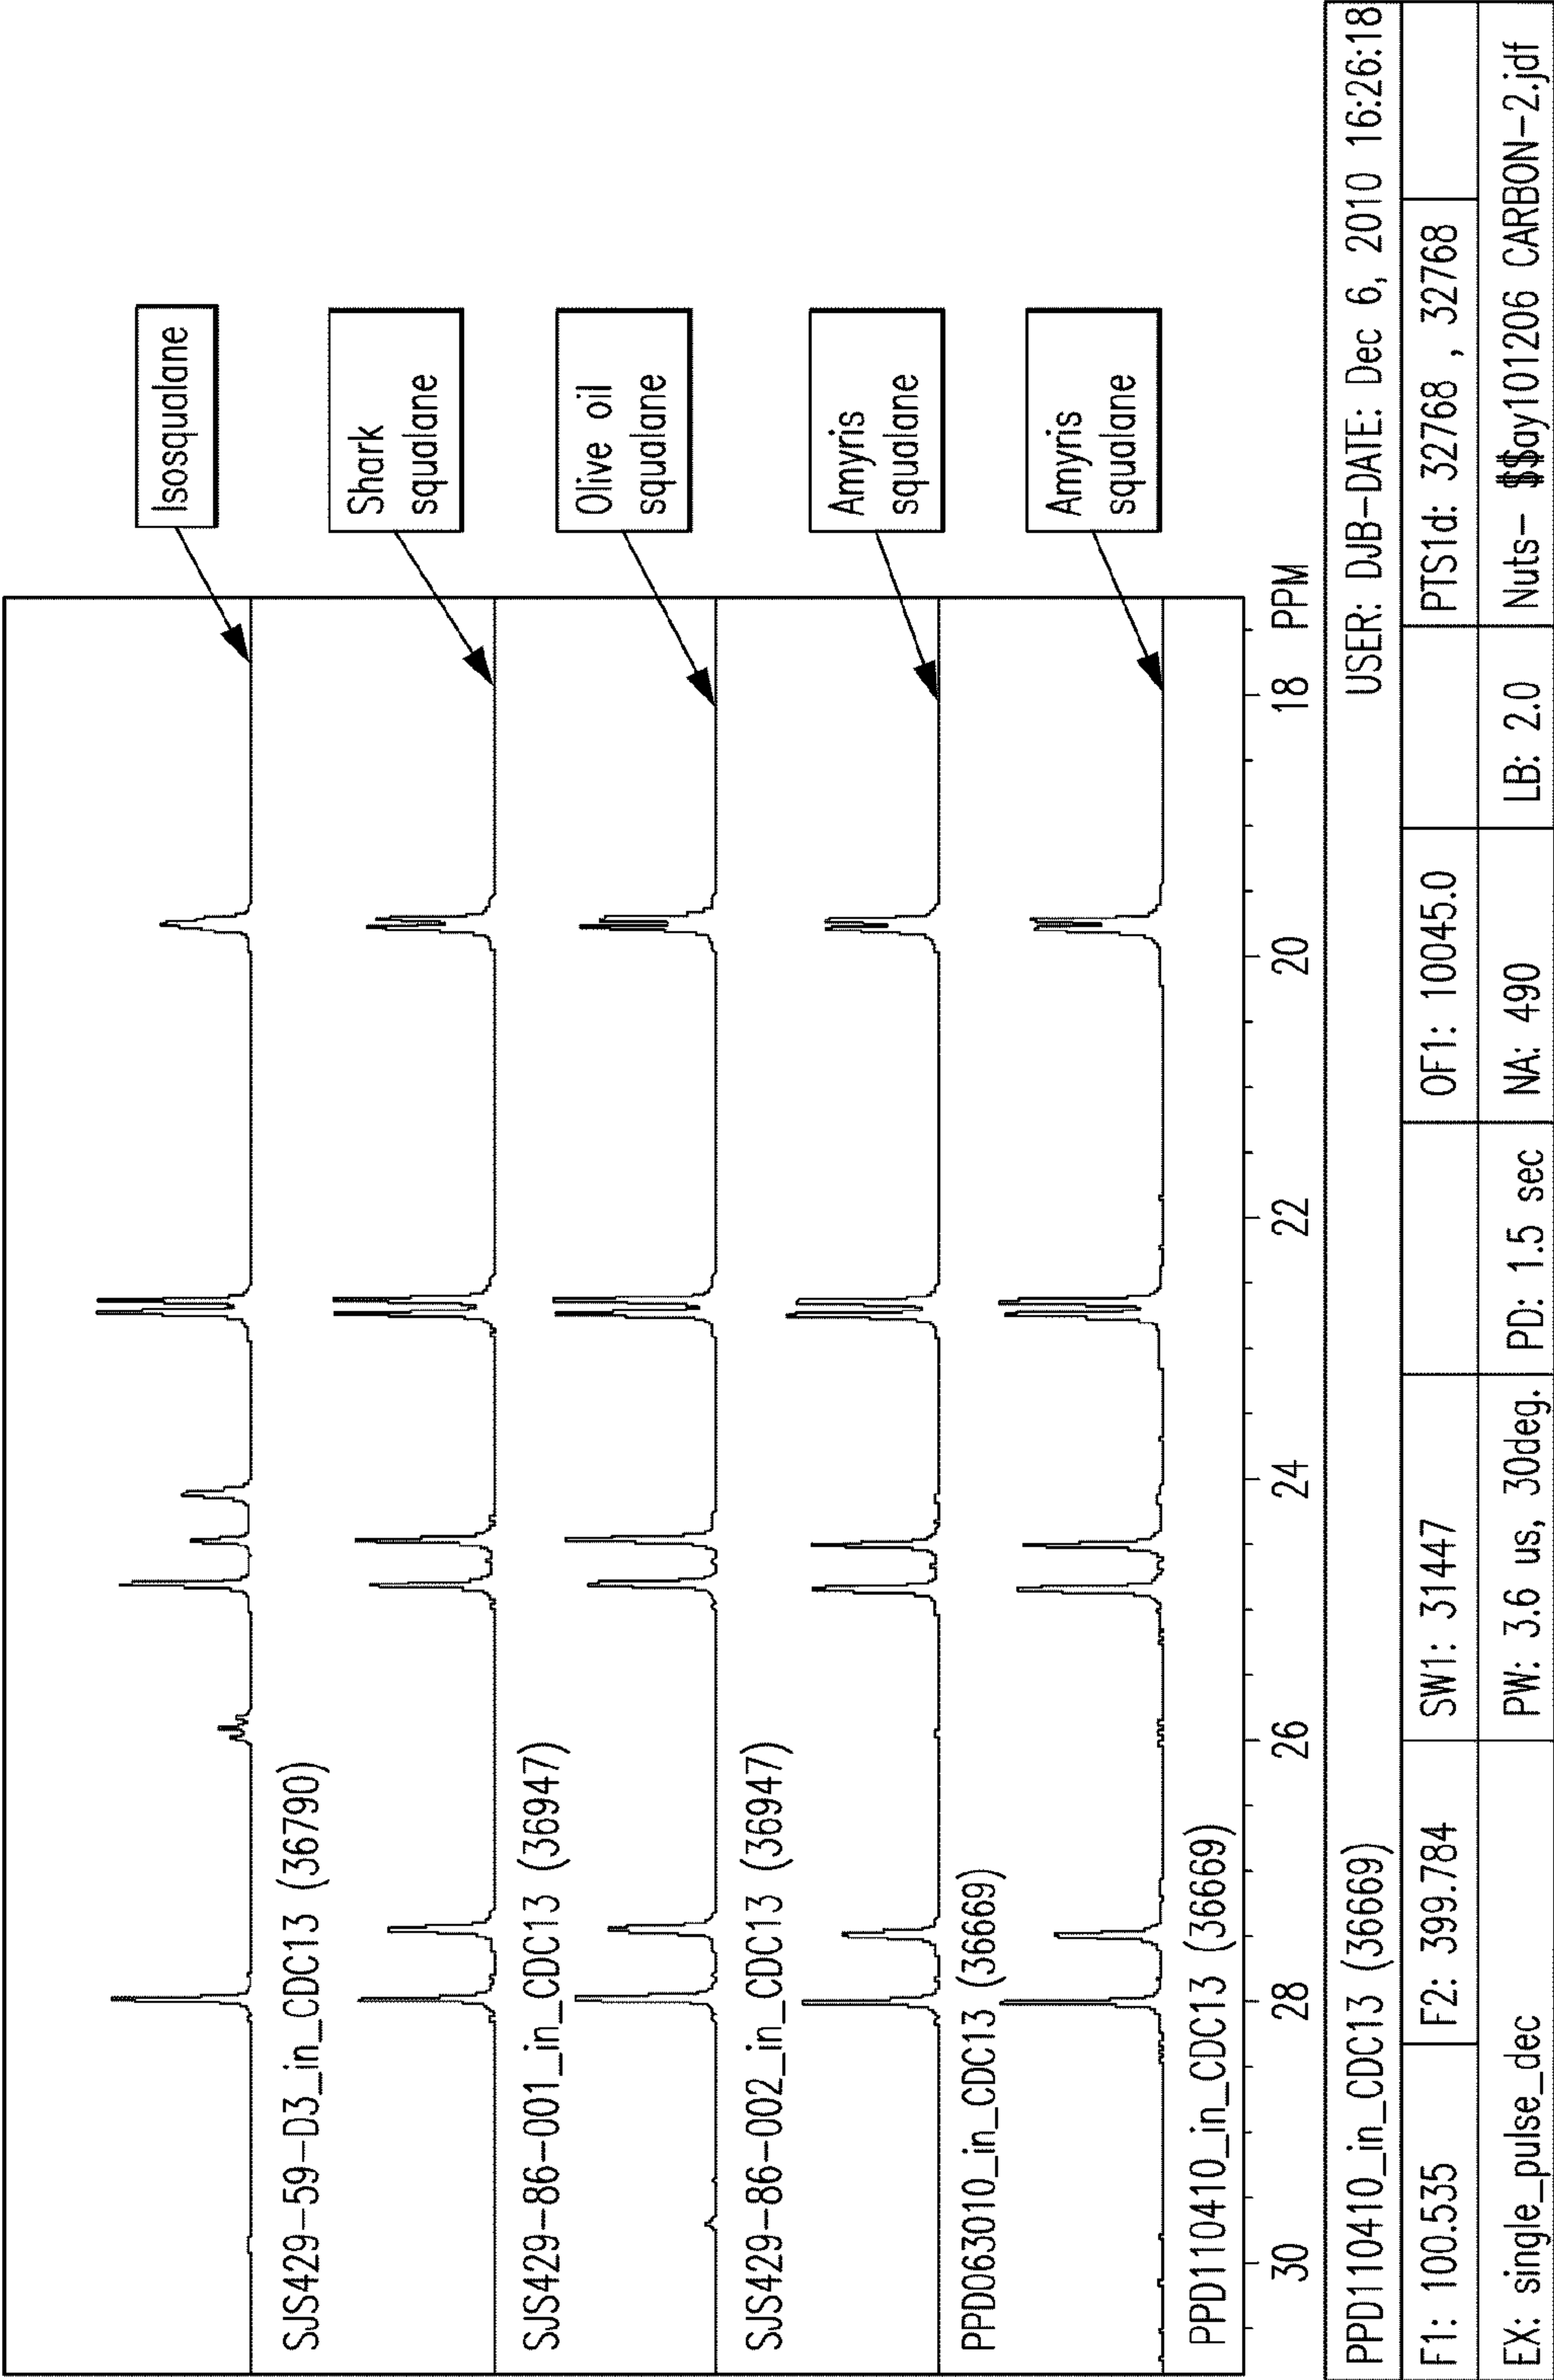 Isosqualane
SJS429-59-D3_in_CDC13 (36790)
Shark
squalane
SJS429-86-001_in_CDC13 (36947)
Olive oil
squalane
SJS429-86-002_in_CDC13 (36947)
Amyris
squalane
PPD063010_in_CDC13 (36669)
Amyris
squalane
PPD110410_in_CDC13 (36669)
30 28 26 24 22 20 18 PPM
PPD110410_in_CDC13 (36669) USER: DJB-DATE: Dec 6, 2010 16:26:18
F1: 100.535 F2: 399.784 SW1: 31447 OF1: 10045.0 PTS1d: 32768 , 32768
EX: single_pulse_dec PW: 3.6 us, 30deg. PD: 1.5 sec NA: 490 LB: 2.0 Nuts- $$ay101206 CARBON-2.jdf